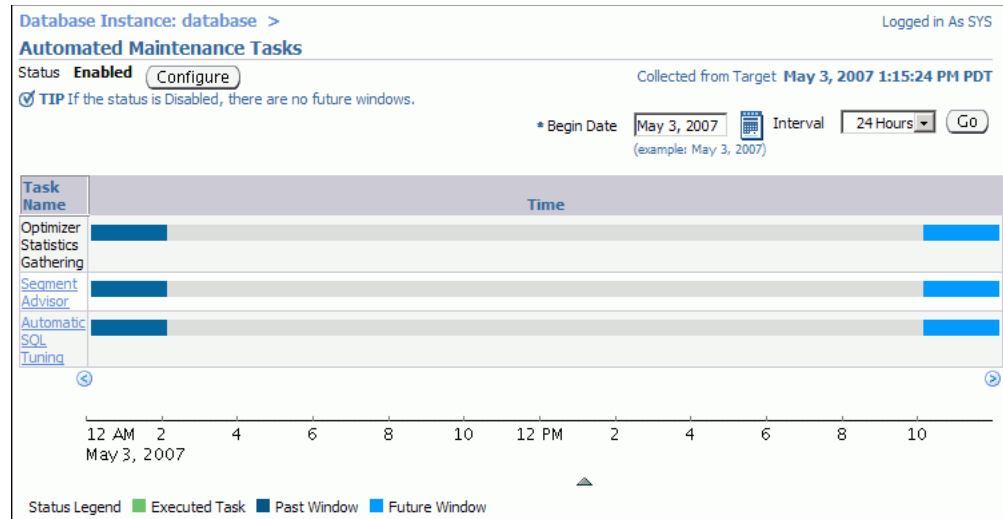 Database Instance: database >
Logged in As SYS
Automated Maintenance Tasks
Status Enabled Configure
Collected from Target May 3, 2007 1:15:24 PM PDT
TIP If the status is Disabled, there are no future windows.
* Begin Date May 3, 2007 Interval 24 Hours Go
(example: May 3, 2007)
Task Name
Time
Optimizer
Statistics
Gathering
Segment
Advisor
Automatic
SQL
Tuning
12 AM 2 4 6 8 10 12 PM 2 4 6 8 10
May 3, 2007
Status Legend Executed Task Past Window Future Window